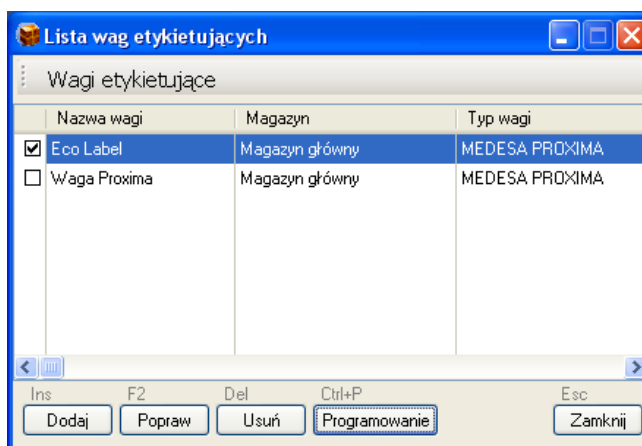 Lista wag etykietujących
Wagi etykietujące
Nazwa wagi Magazyn Typ wagi
Eco Label Magazyn główny MEDESA PROXIMA
Waga Proxima Magazyn główny MEDESA PROXIMA
Ins F2 Del Ctrl+P Esc
Dodaj Popraw Usuń Programowanie Zamknij